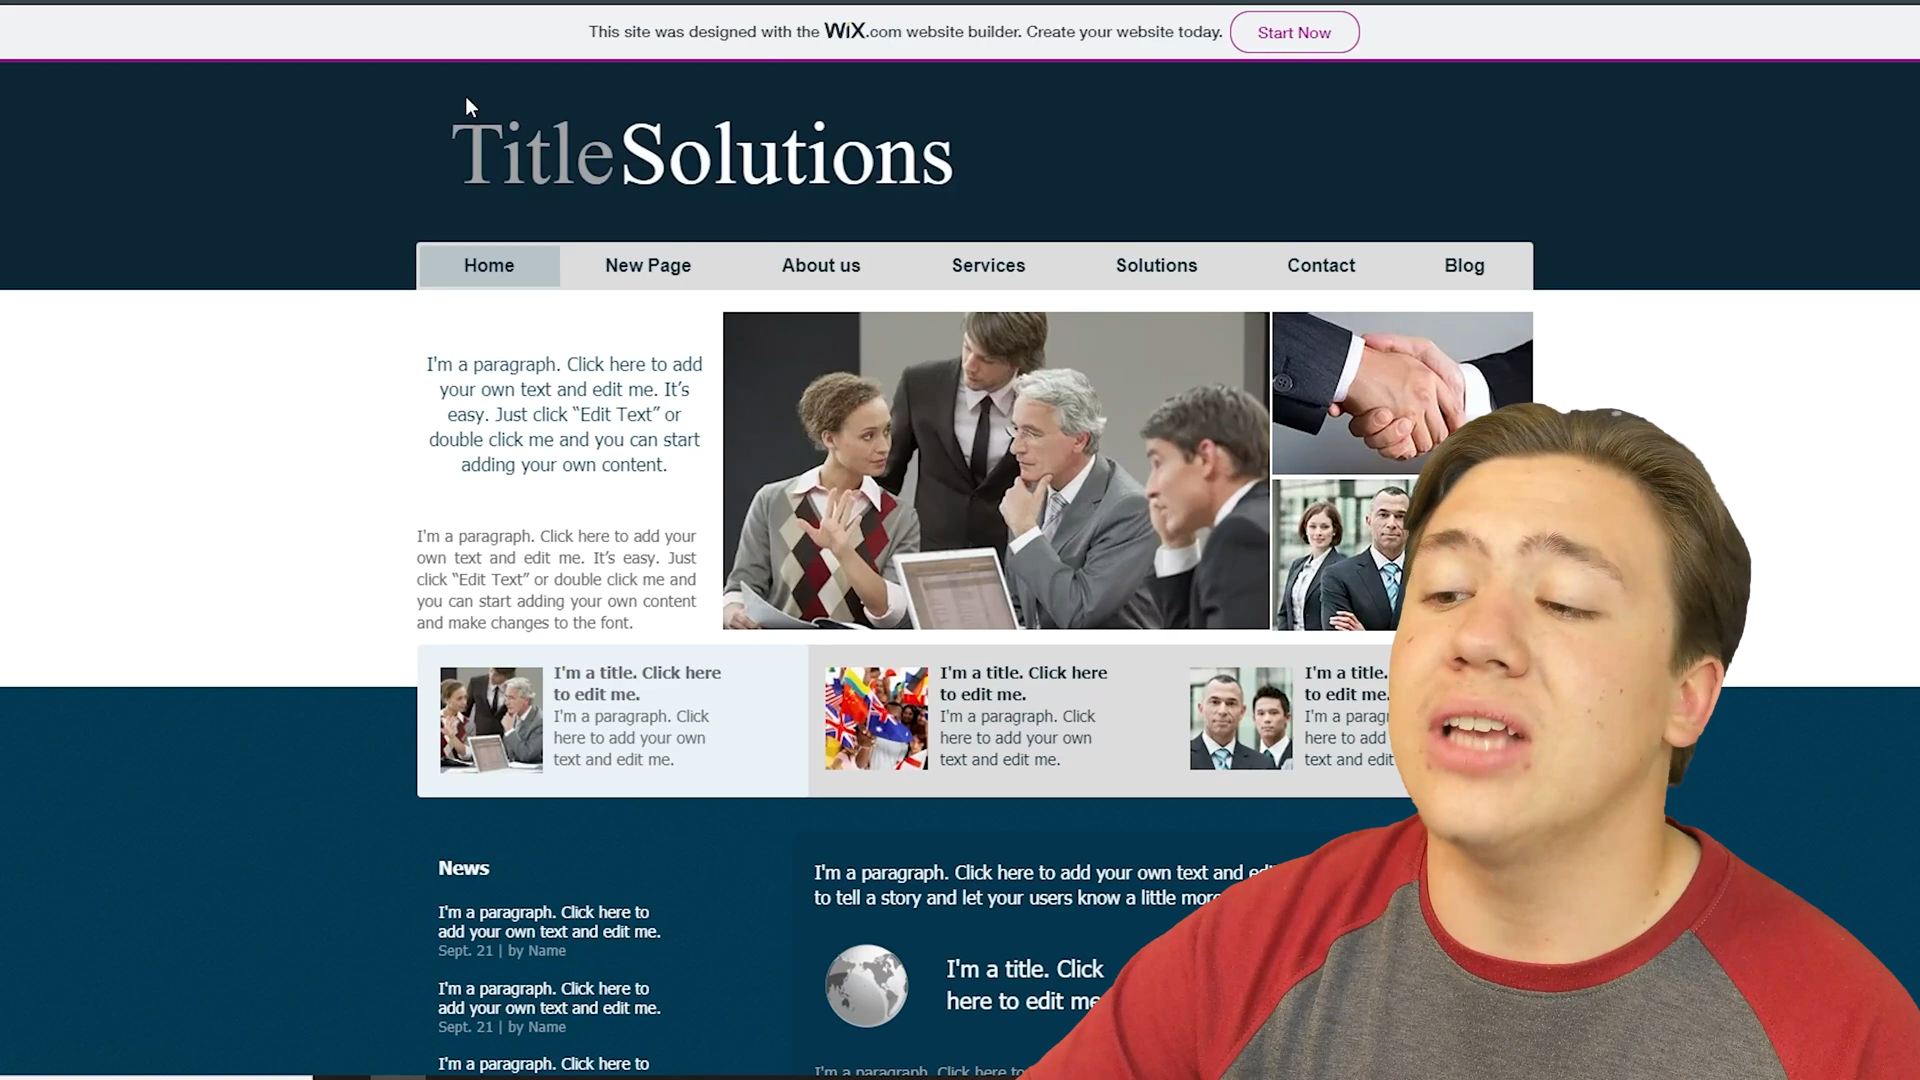 This site was designed with the WiX.com website builder. Create your website today. Start Now
TitleSolutions
Home New Page About us Services Solutions Contact Blog
I'm a paragraph. Click here to add
your own text and edit me. It’s
easy. Just click “Edit Text” or
double click me and you can start
adding your own content.
I'm a paragraph. Click here to add your
own text and edit me. It’s easy. Just
click “Edit Text” or double click me and
you can start adding your own content
and make changes to the font.
I'm a title. Click here
to edit me.
I'm a paragraph. Click
here to add your own
text and edit me.
I'm a title. Click here
to edit me.
I'm a paragraph. Click
here to add your own
text and edit me.
I'm a title.
to edit me.
I'm a
here to add
text and edit
News
I'm a paragraph. Click here to
add your own text and edit me.
Sept. 21 | by Name
I'm a paragraph. Click here to
add your own text and edit me.
Sept. 21 | by Name
I'm a paragraph. Click here to
I'm a paragraph. Click here to add your own text and
to tell a story and let your users know a little more
I'm a title. Click
here to edit me
I'm a paragraph. Click here to